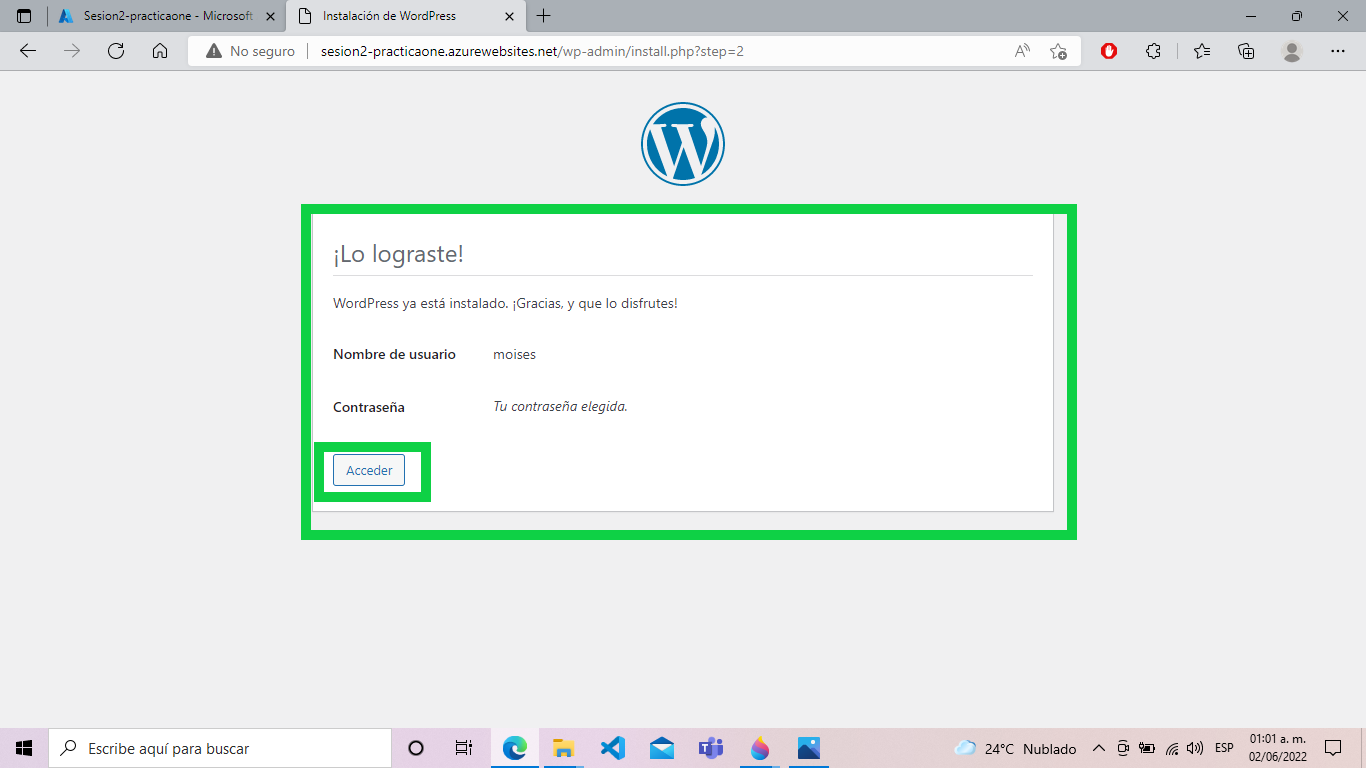 Sesion2-practicaone - Microsoft
Instalación de WordPress
No seguro
sesion2-practicaone.azurewebsites.net/wp-admin/install.php?step=2
¡Lo lograste!
WordPress ya está instalado. ¡Gracias, y que lo disfrutes!
Nombre de usuario moises
Contraseña Tu contraseña elegida.
Acceder
Escribe aquí para buscar
24°C Nublado
ESP
01:01 a. m.
02/06/2022